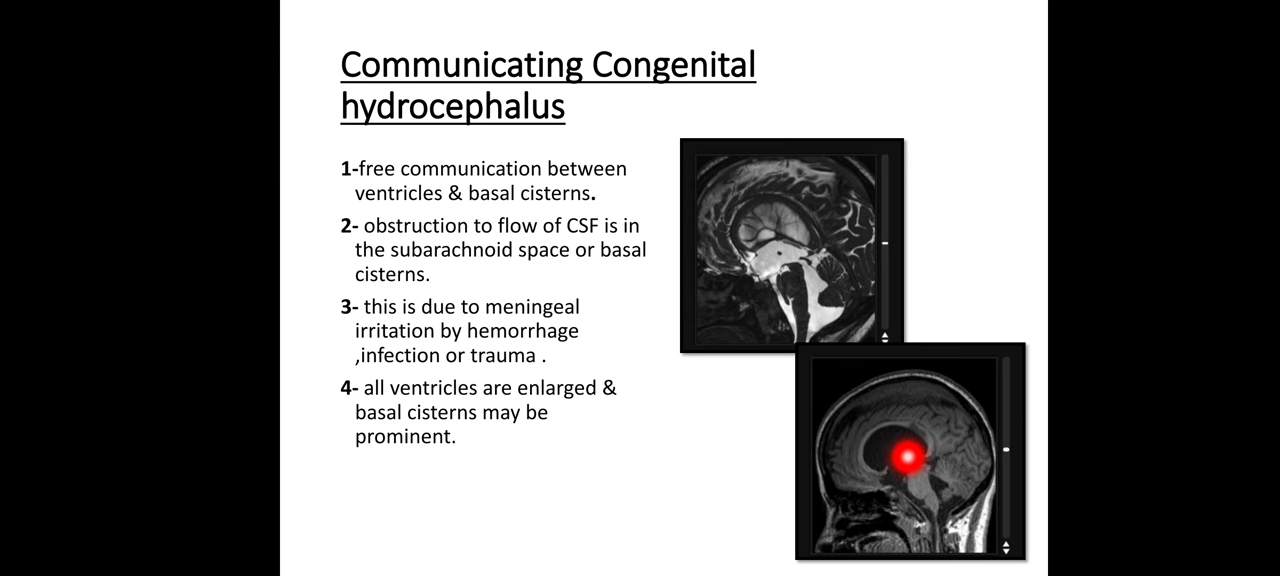 Communicating Congenital
hydrocephalus
1-free communication between
ventricles & basal cisterns.
2- obstruction to flow of CSF is in
the subarachnoid space or basal
cisterns.
3- this is due to meningeal
irritation by hemorrhage
,infection or trauma .
4- all ventricles are enlarged &
basal cisterns may be
prominent.